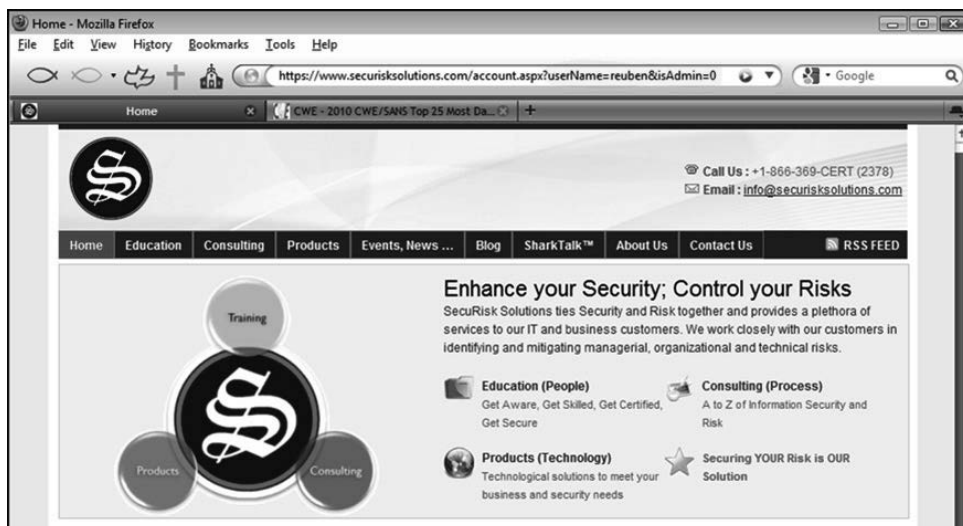 Home - Mozilla Firefox
File Edit View History Bookmarks Tools Help
https://www.securisksolutions.com/account.aspx?userName=reuben&isAdmin=0
Google
Home
CWE - 2010 CWE/SANS Top 25 Most Da...
Call Us : +1-866-369-CERT (2378)
Email : info@securisksolutions.com
Home Education Consulting Products Events, News ... Blog SharkTalk™ About Us Contact Us RSS FEED
Training
Products
Consulting
Enhance your Security; Control your Risks
SecuRisk Solutions ties Security and Risk together and provides a plethora of
services to our IT and business customers. We work closely with our customers in
identifying and mitigating managerial, organizational and technical risks.
Education (People)
Get Aware, Get Skilled, Get Certified,
Get Secure
Consulting (Process)
A to Z of Information Security and
Risk
Products (Technology)
Technological solutions to meet your
business and security needs
Securing YOUR Risk is OUR
Solution